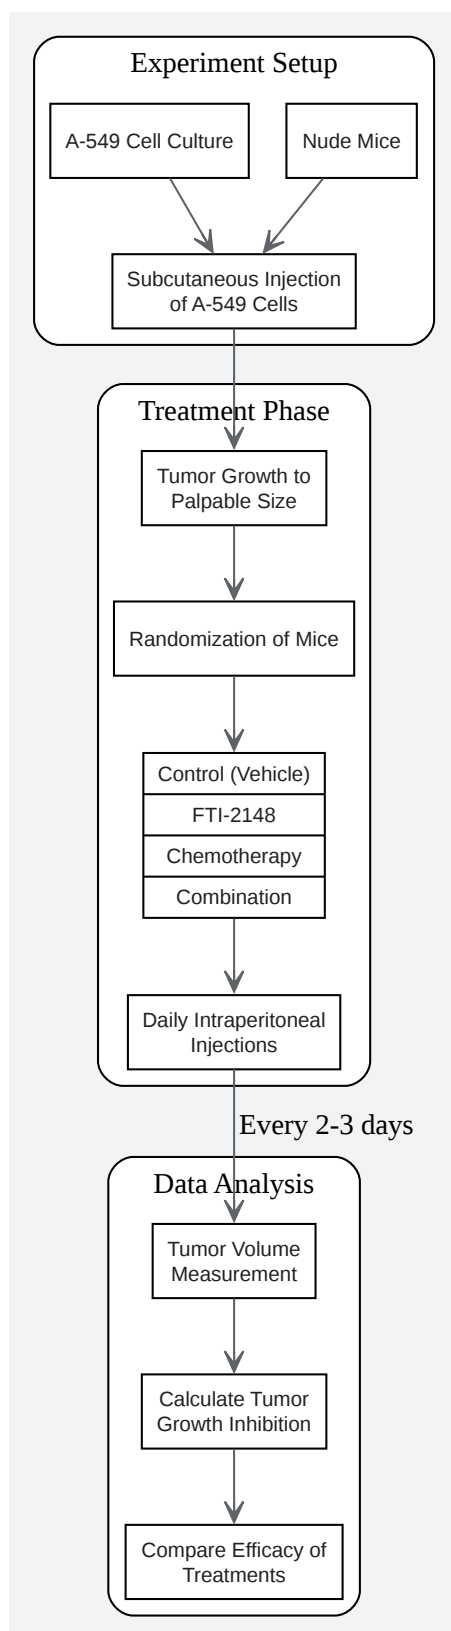 Experiment Setup
A-549 Cell Culture
Nude Mice
Subcutaneous Injection
of A-549 Cells
Treatment Phase
Tumor Growth to
Palpable Size
Randomization of Mice
Control (Vehicle)
FTI-2148
Chemotherapy
Combination
Daily Intraperitoneal
Injections
Every 2-3 days
Data Analysis
Tumor Volume
Measurement
Calculate Tumor
Growth Inhibition
Compare Efficacy of
Treatments